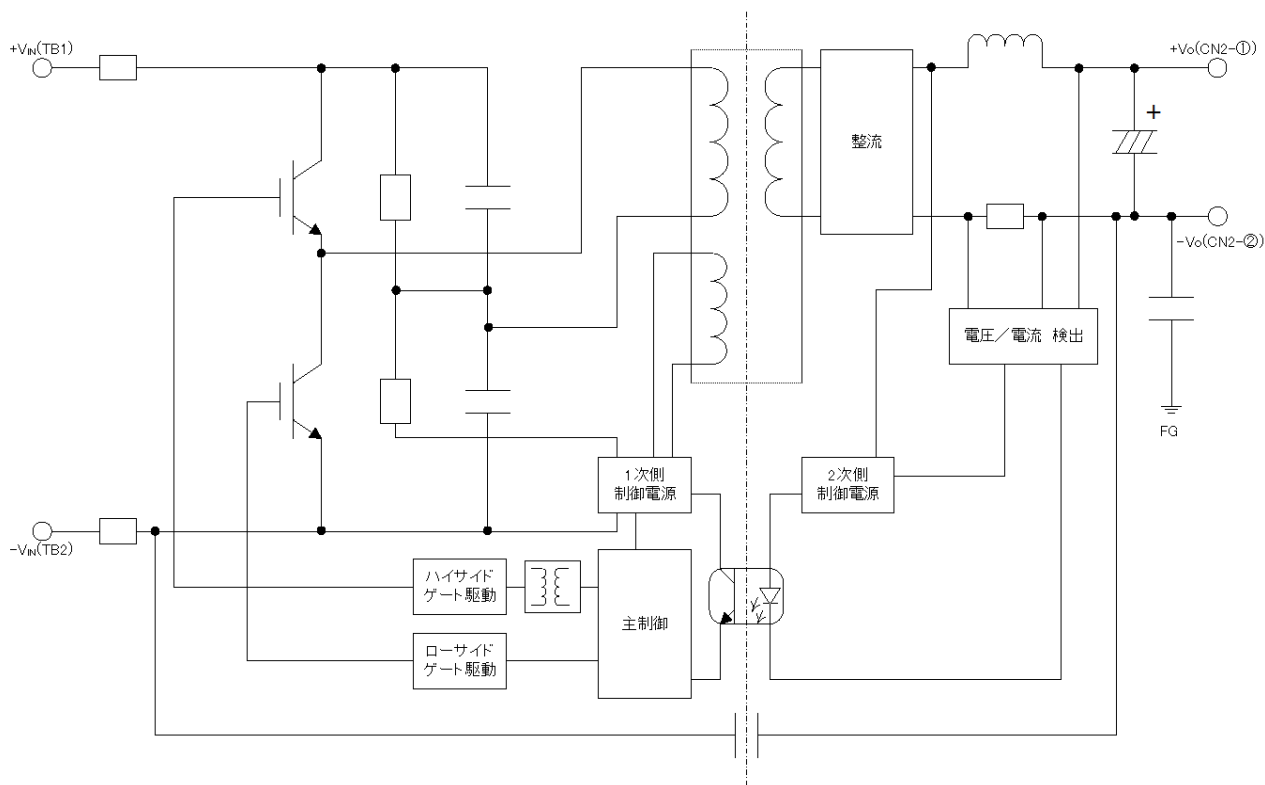 +VIN(TB1)
+Vo(CN2-①)
+
整流
−Vo(CN2-②)
電圧／電流 検出
FG
1次側
制御電源
2次側
制御電源
−VIN(TB2)
ハイサイド
ゲート駆動
主制御
ローサイド
ゲート駆動